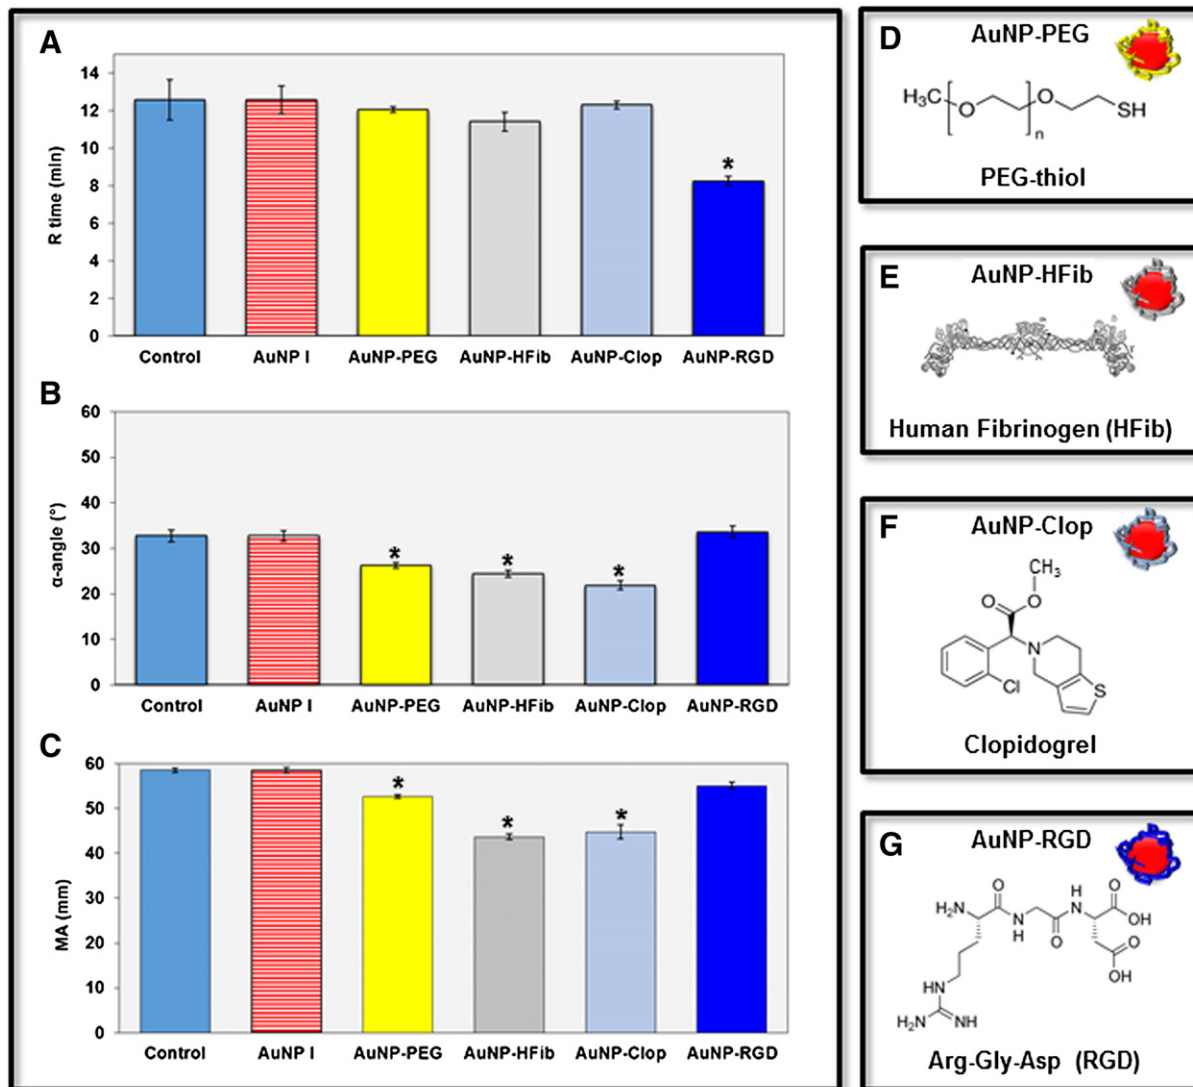 A
R time (min)
14
12
10
8
6
4
2
0
*
Control AuNP I AuNP-PEG AuNP-HFib AuNP-Clop AuNP-RGD
B
α-angle (°)
60
50
40
30
20
10
0
* * *
Control AuNP I AuNP-PEG AuNP-HFib AuNP-Clop AuNP-RGD
C
MA (mm)
60
50
40
30
20
10
0
* * *
Control AuNP I AuNP-PEG AuNP-HFib AuNP-Clop AuNP-RGD
D
AuNP-PEG
H₃C O O SH
n
PEG-thiol
E
AuNP-HFib
Human Fibrinogen (HFib)
F
AuNP-Clop
CH₃
O O
N
Cl S
Clopidogrel
G
AuNP-RGD
O H O
H₂N N OH
N O O
H
OH
HN
H₂N NH
Arg-Gly-Asp (RGD)